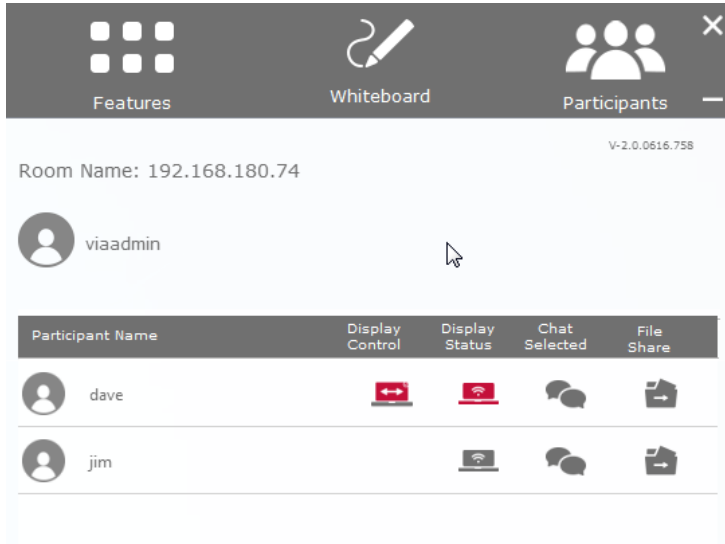 Features
Whiteboard
Participants
V-2.0.0616.758
Room Name: 192.168.180.74
viaadmin
Participant Name
Display Control
Display Status
Chat Selected
File Share
dave
jim